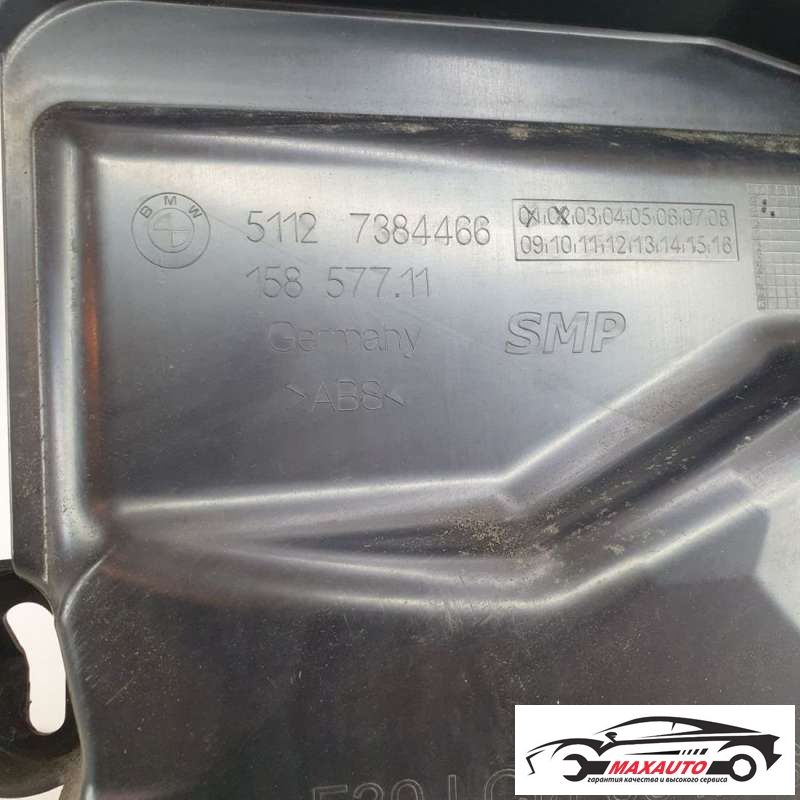 BMW
5112 7384466
01 02 03 04 05 06 07 08
09 10 11 12 13 14 15 16
158 577.11
Germany
SMP
>ABS<
MAXAUTO
гарантия качества и высокого сервиса